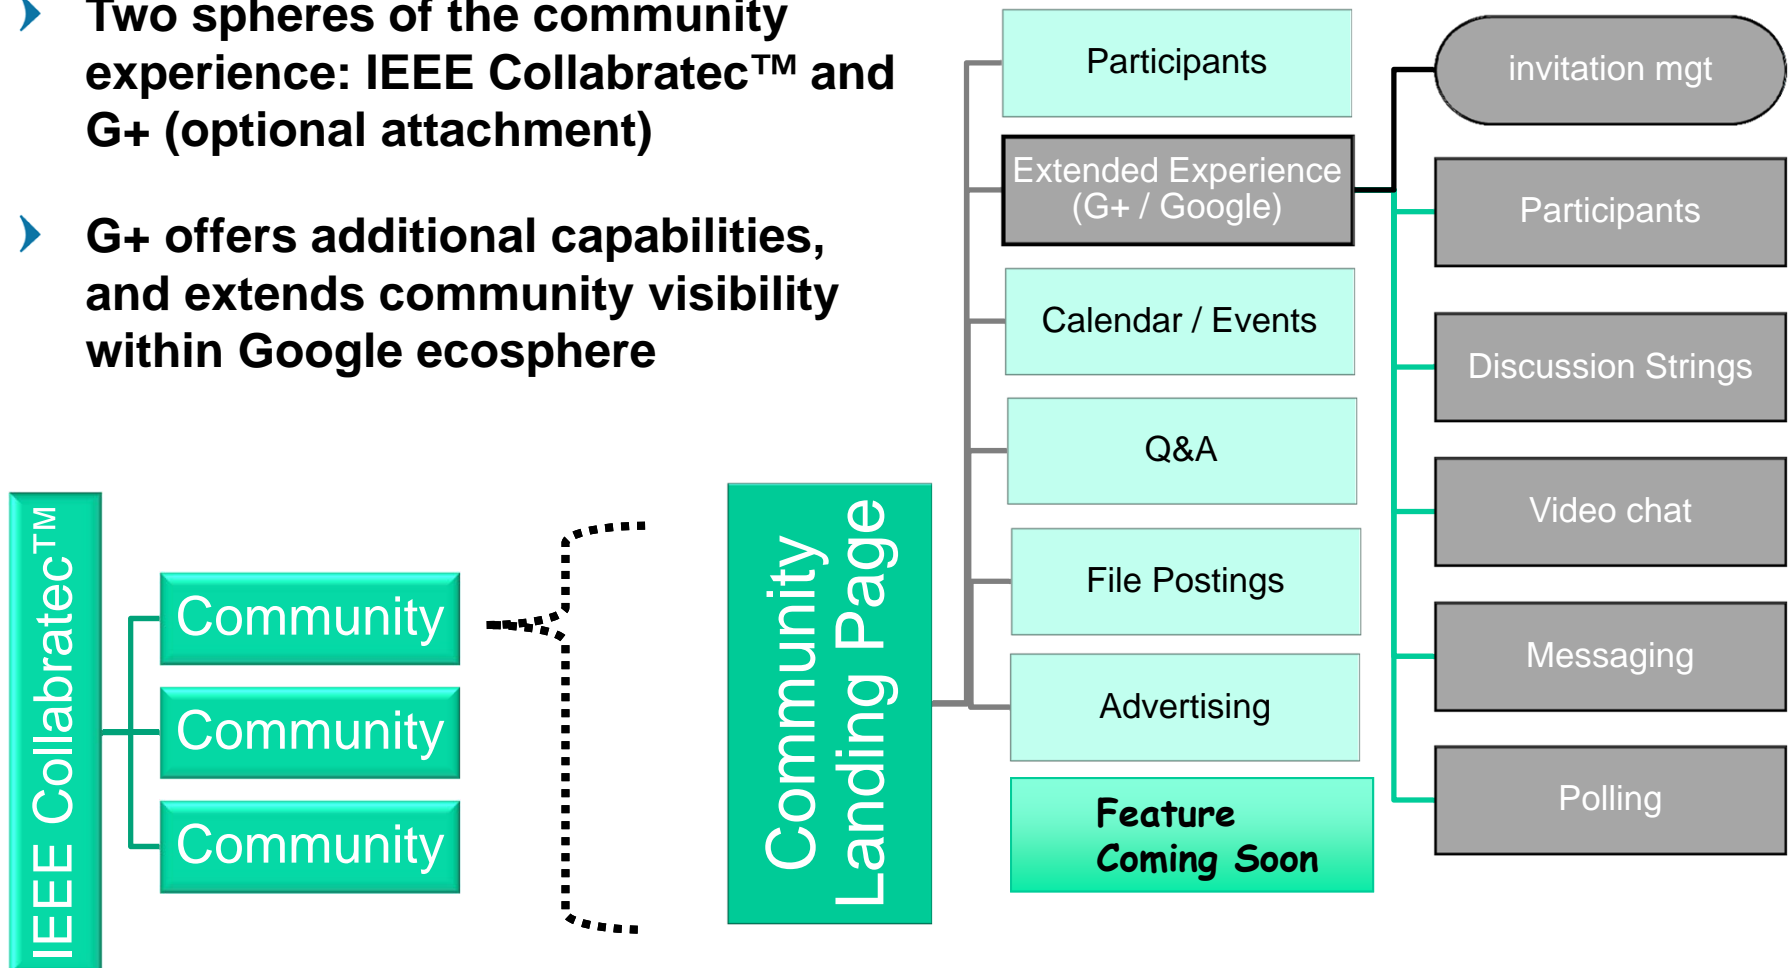 Two spheres of the community
experience: IEEE Collabratec™ and
G+ (optional attachment)
G+ offers additional capabilities,
and extends community visibility
within Google ecosphere
IEEE Collabratec™
Community
Community
Community
Community
Landing Page
Participants
Extended Experience
(G+ / Google)
Calendar / Events
Q&A
File Postings
Advertising
Feature
Coming Soon
invitation mgt
Participants
Discussion Strings
Video chat
Messaging
Polling